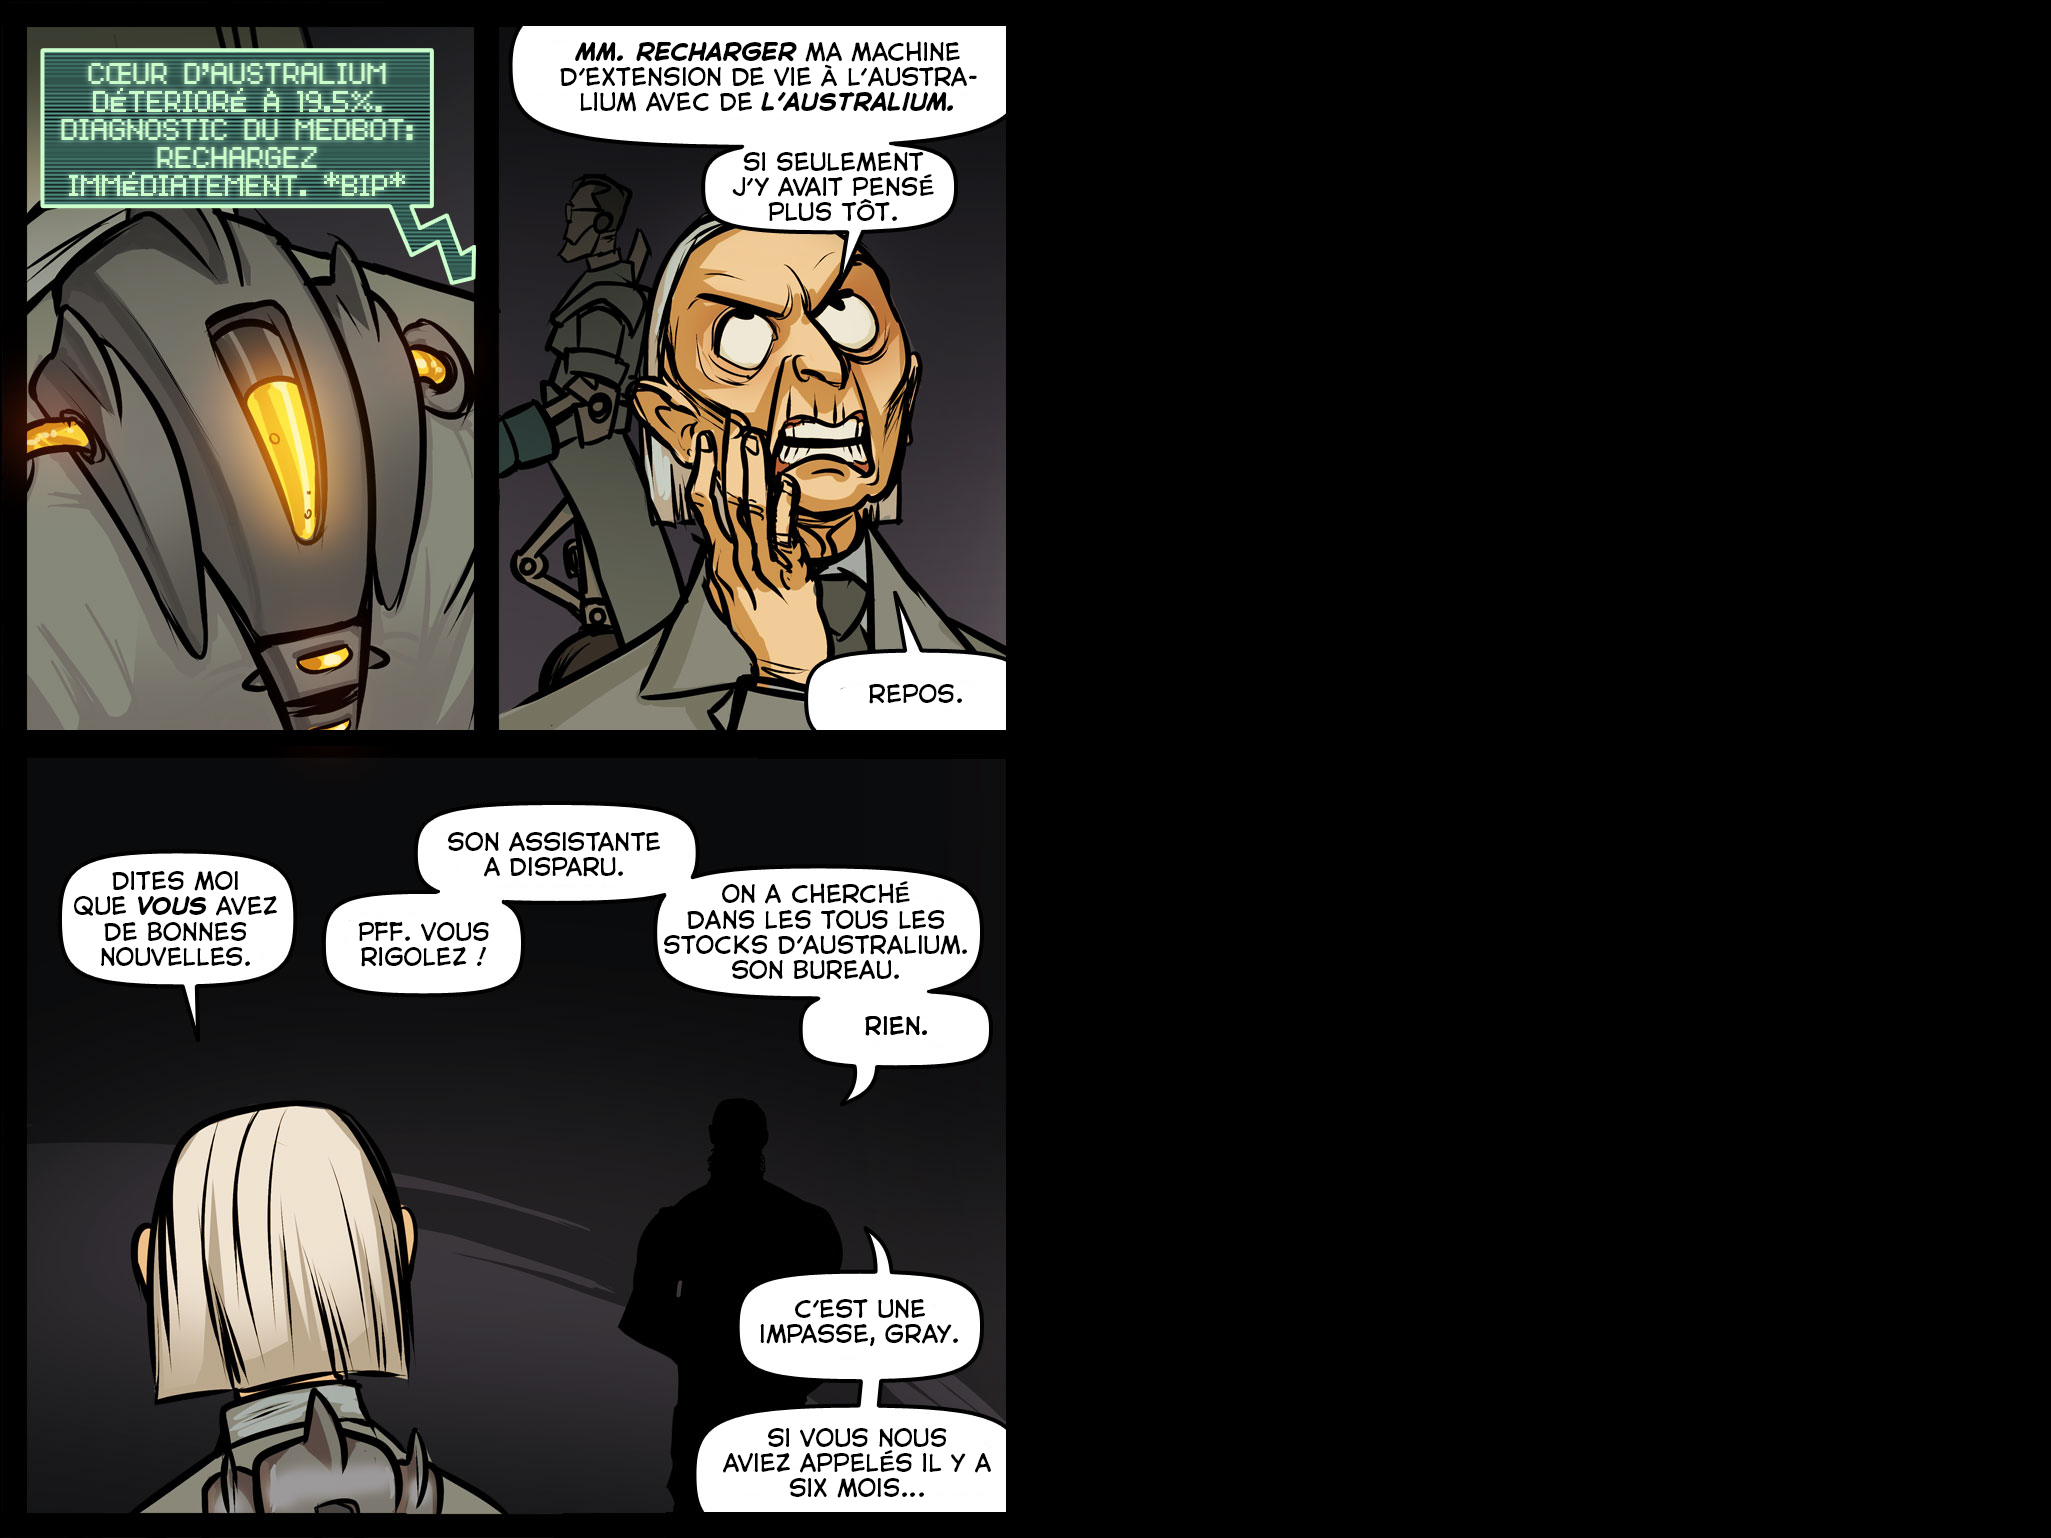 CŒUR D'AUSTRALIUM
DÉTERIORÉ À 19.5%.
DIAGNOSTIC DU MEDBOT:
RECHARGEZ
IMMÉDIATEMENT. *BIP*
MM. RECHARGER MA MACHINE
D'EXTENSION DE VIE À L'AUSTRA-
LIUM AVEC DE L'AUSTRALIUM.
SI SEULEMENT
J'Y AVAIT PENSÉ
PLUS TÔT.
REPOS.
DITES MOI
QUE VOUS AVEZ
DE BONNES
NOUVELLES.
PFF. VOUS
RIGOLEZ !
SON ASSISTANTE
A DISPARU.
ON A CHERCHÉ
DANS LES TOUS LES
STOCKS D'AUSTRALIUM.
SON BUREAU.
RIEN.
C'EST UNE
IMPASSE, GRAY.
SI VOUS NOUS
AVIEZ APPELÉS IL Y A
SIX MOIS...